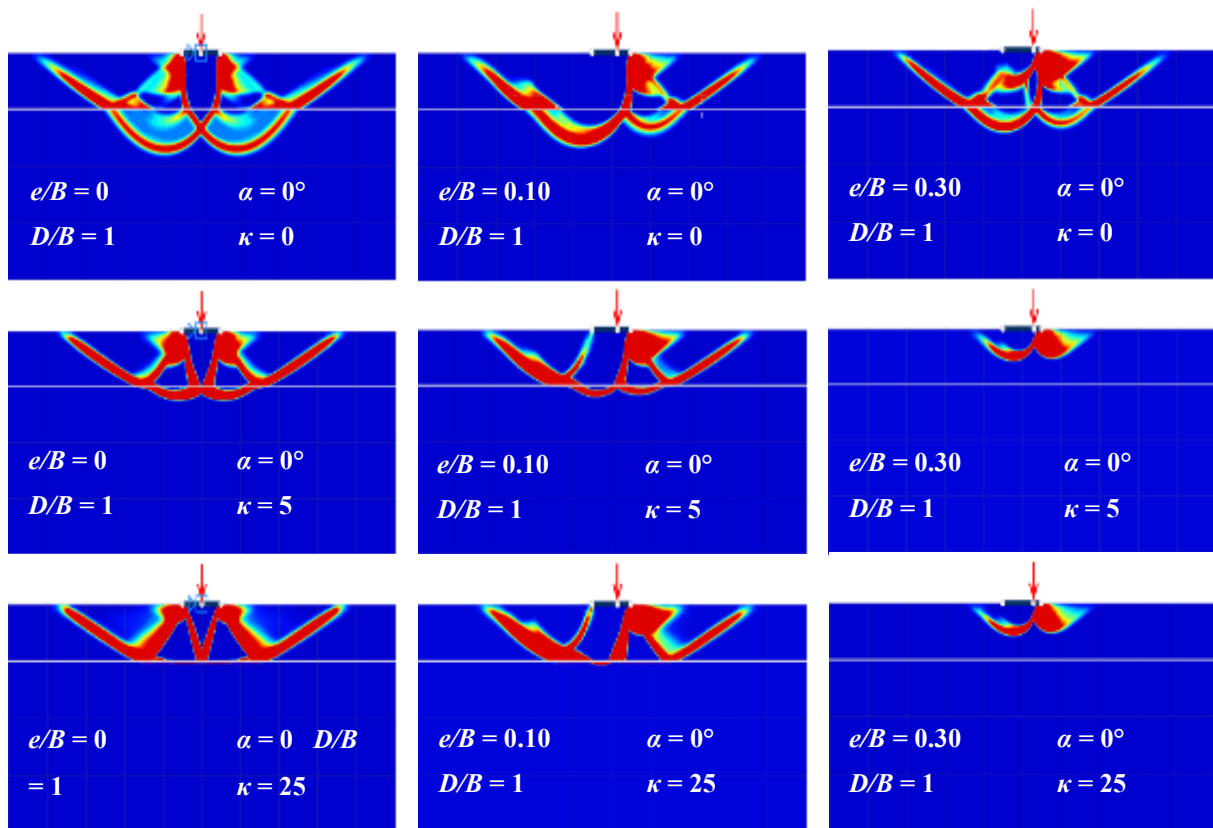 e/B = 0 α = 0°
D/B = 1 κ = 0
e/B = 0.10 α = 0°
D/B = 1 κ = 0
e/B = 0.30 α = 0°
D/B = 1 κ = 0
e/B = 0 α = 0°
D/B = 1 κ = 5
e/B = 0.10 α = 0°
D/B = 1 κ = 5
e/B = 0.30 α = 0°
D/B = 1 κ = 5
e/B = 0 α = 0 D/B
= 1 κ = 25
e/B = 0.10 α = 0°
D/B = 1 κ = 25
e/B = 0.30 α = 0°
D/B = 1 κ = 25